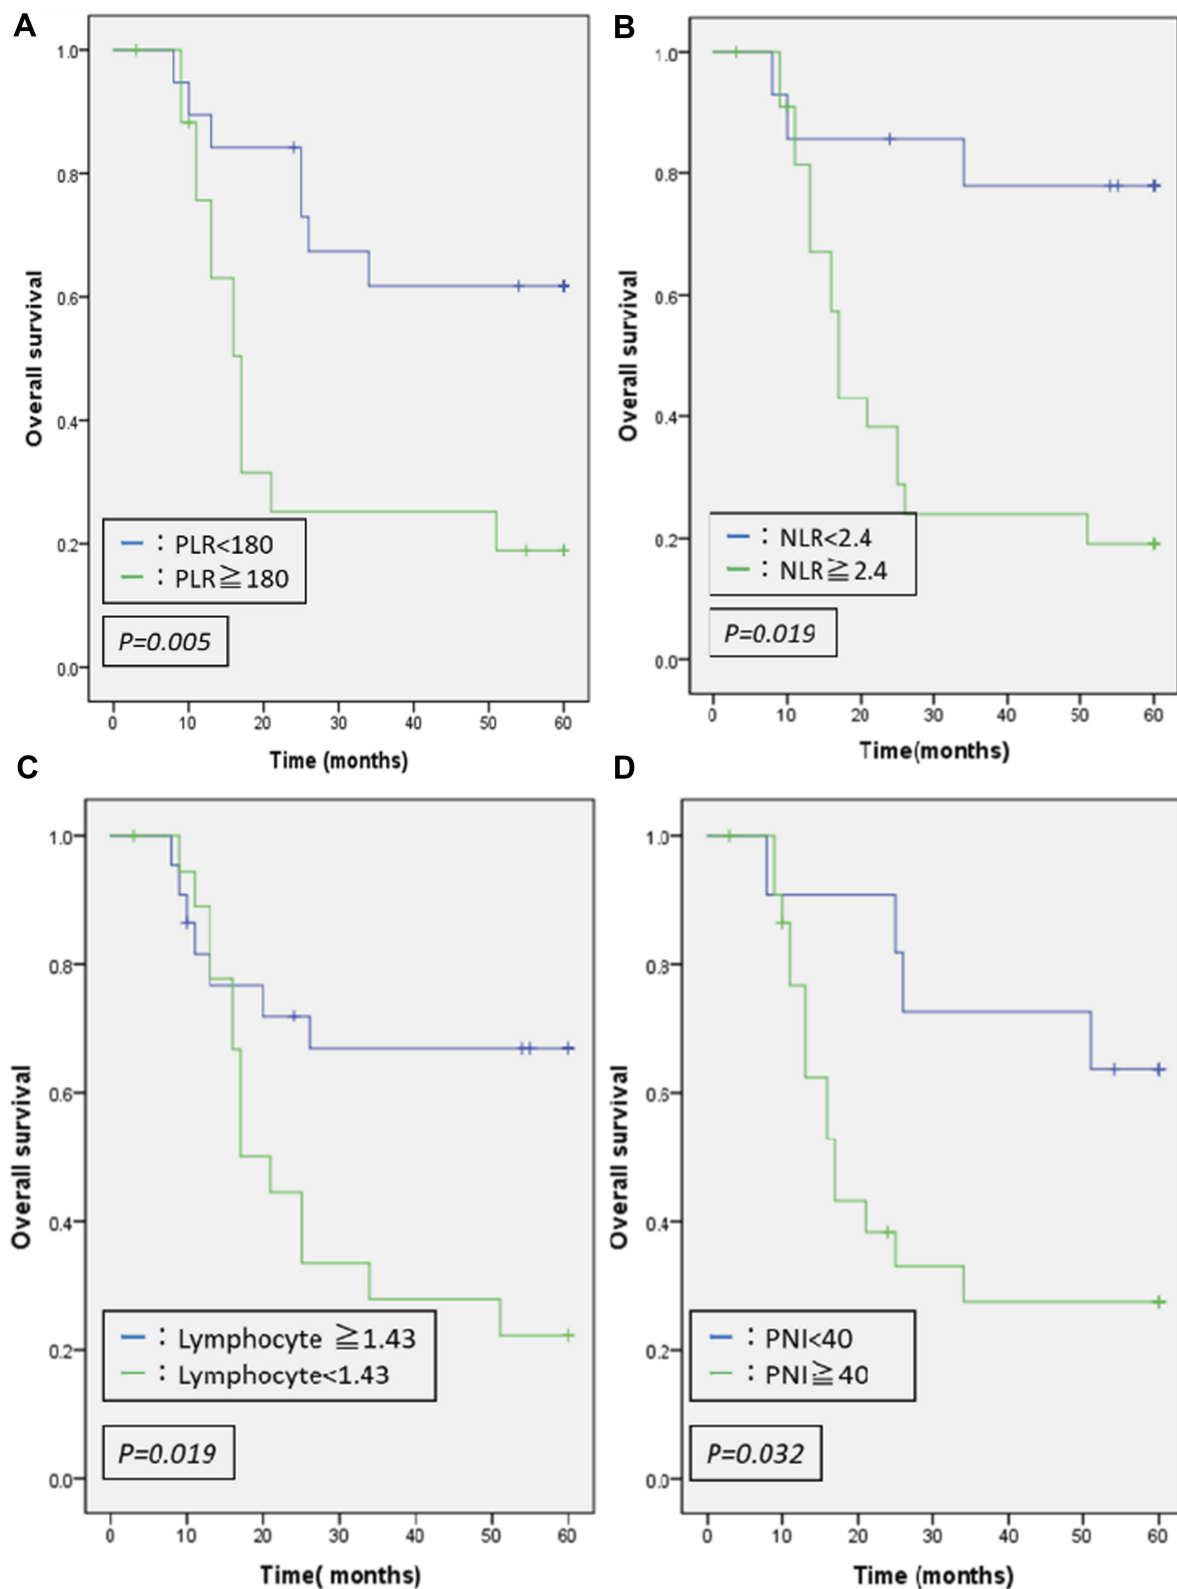 A
1.0
0.8
0.6
0.4
0.2
0.0
Overall survival
: PLR<180
: PLR≧180
P=0.005
0 10 20 30 40 50 60
Time (months)
B
1.0
0.8
0.6
0.4
0.2
0.0
Overall survival
: NLR<2.4
: NLR≧2.4
P=0.019
0 10 20 30 40 50 60
Time(months)
C
1.0
0.8
0.6
0.4
0.2
0.0
Overall survival
: Lymphocyte ≧1.43
: Lymphocyte<1.43
P=0.019
0 10 20 30 40 50 60
Time( months)
D
1.0
0.8
0.6
0.4
0.2
0.0
Overall survival
: PNI<40
: PNI≧40
P=0.032
0 10 20 30 40 50 60
Time (months)